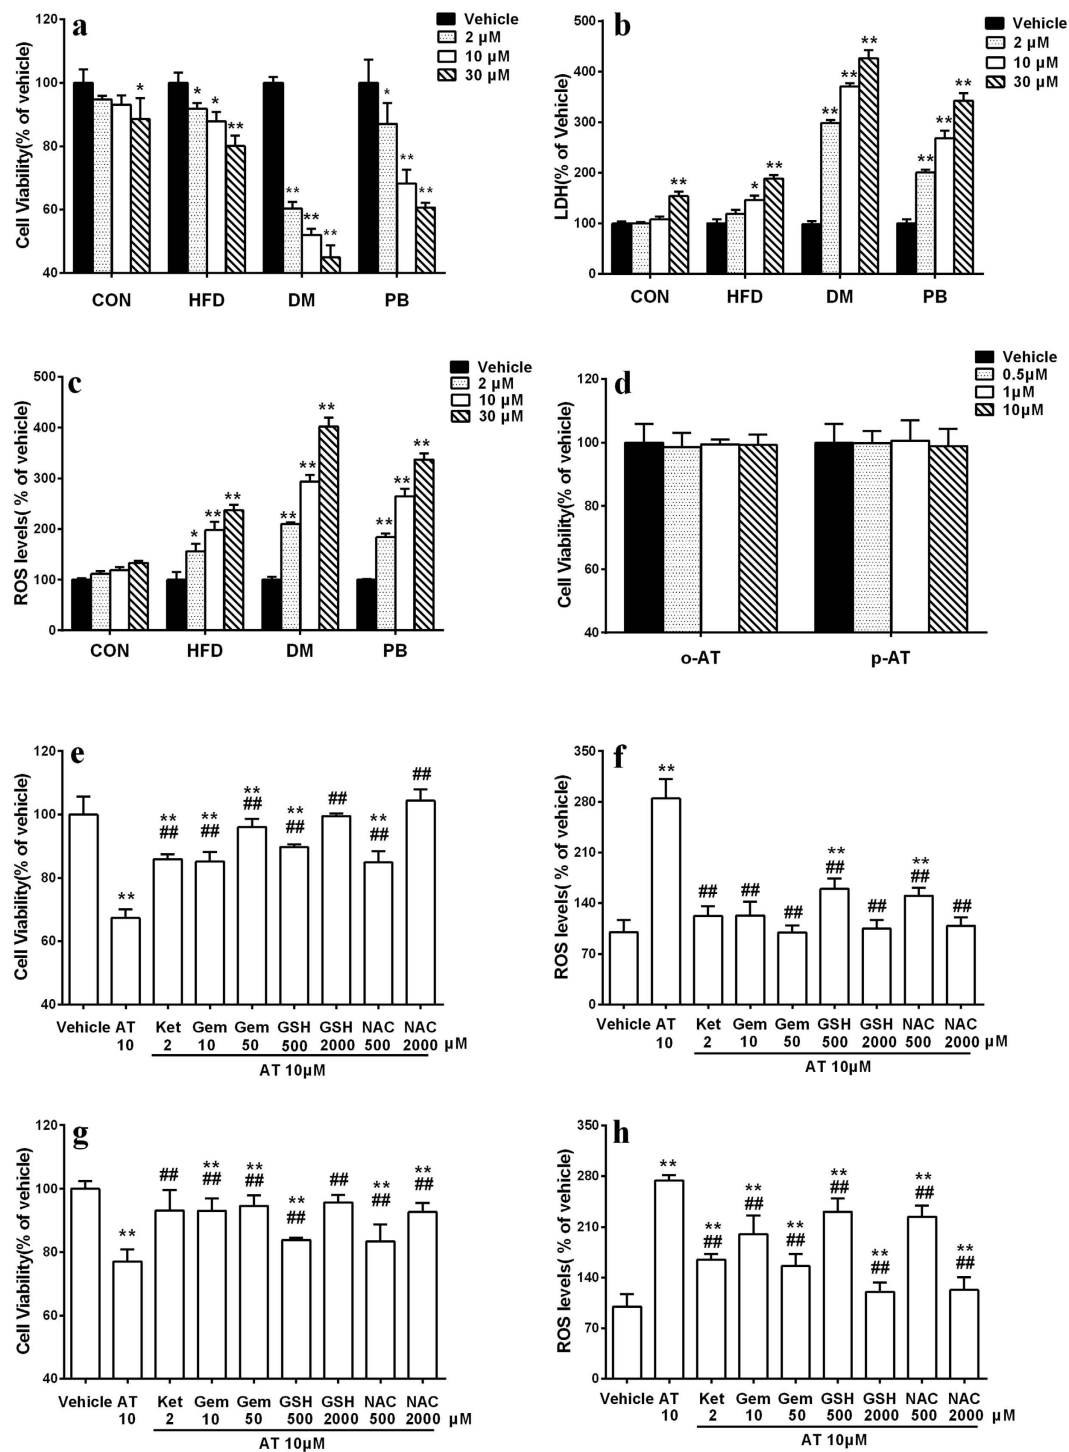 a
Cell Viability(% of vehicle)
120
100
80
60
40
Vehicle
2 µM
10 µM
30 µM
*
* * **
** ** **
* ** **
CON HFD DM PB
b
LDH(% of Vehicle)
500
400
300
200
100
0
Vehicle
2 µM
10 µM
30 µM
**
* **
** ** **
** ** **
CON HFD DM PB
c
ROS levels( % of vehicle)
500
400
300
200
100
0
Vehicle
2 µM
10 µM
30 µM
* ** **
** ** **
** ** **
CON HFD DM PB
d
Cell Viability(% of vehicle)
120
100
80
60
40
Vehicle
0.5µM
1µM
10µM
o-AT p-AT
e
Cell Viability(% of vehicle)
120
100
80
60
40
**
**
##
**
##
**
##
**
##
##
**
##
##
Vehicle AT Ket Gem Gem GSH GSH NAC NAC
10 2 10 50 500 2000 500 2000 µM
AT 10µM
f
ROS levels( % of vehicle)
350
280
210
140
70
0
**
##
##
##
**
##
##
**
##
##
Vehicle AT Ket Gem Gem GSH GSH NAC NAC
10 2 10 50 500 2000 500 2000 µM
AT 10µM
g
Cell Viability(% of vehicle)
120
100
80
60
40
**
##
**
##
**
##
**
##
##
**
##
**
##
Vehicle AT Ket Gem Gem GSH GSH NAC NAC
10 2 10 50 500 2000 500 2000 µM
AT 10µM
h
ROS levels( % of vehicle)
350
280
210
140
70
0
**
**
##
**
##
**
##
**
##
**
##
**
##
**
##
Vehicle AT Ket Gem Gem GSH GSH NAC NAC
10 2 10 50 500 2000 500 2000 µM
AT 10µM